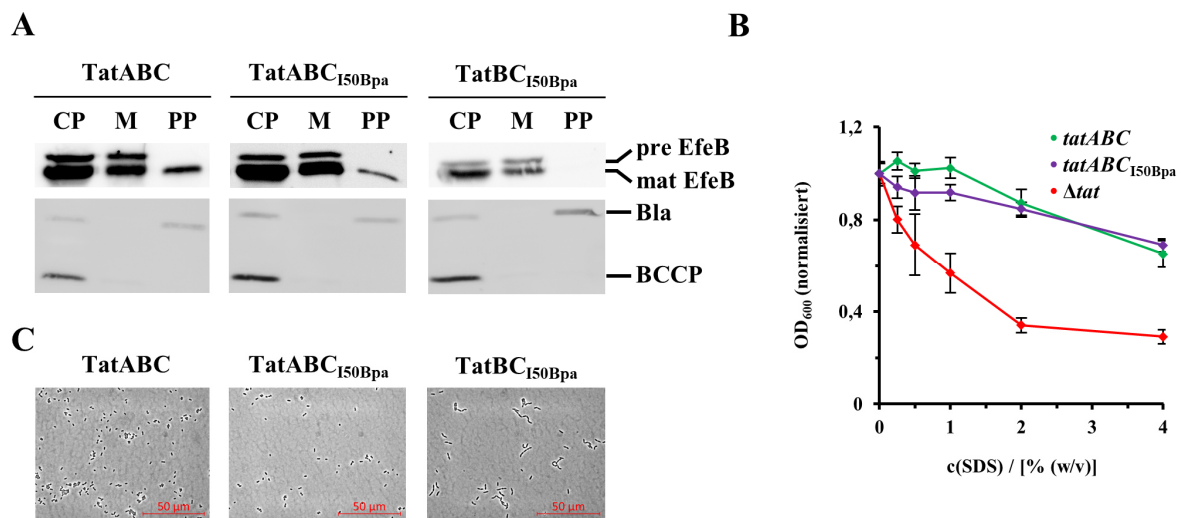 A
TatABC
TatABC I50Bpa
TatBC I50Bpa
CP M PP
CP M PP
CP M PP
pre EfeB
mat EfeB
Bla
BCCP
B
1,2
0,8
0,4
0
0 1 2 3 4
OD600 (normalisiert)
c(SDS) / [% (w/v)]
tatABC
tatABC I50Bpa
Δtat
C
TatABC
TatABC I50Bpa
TatBC I50Bpa
50 µm
50 µm
50 µm